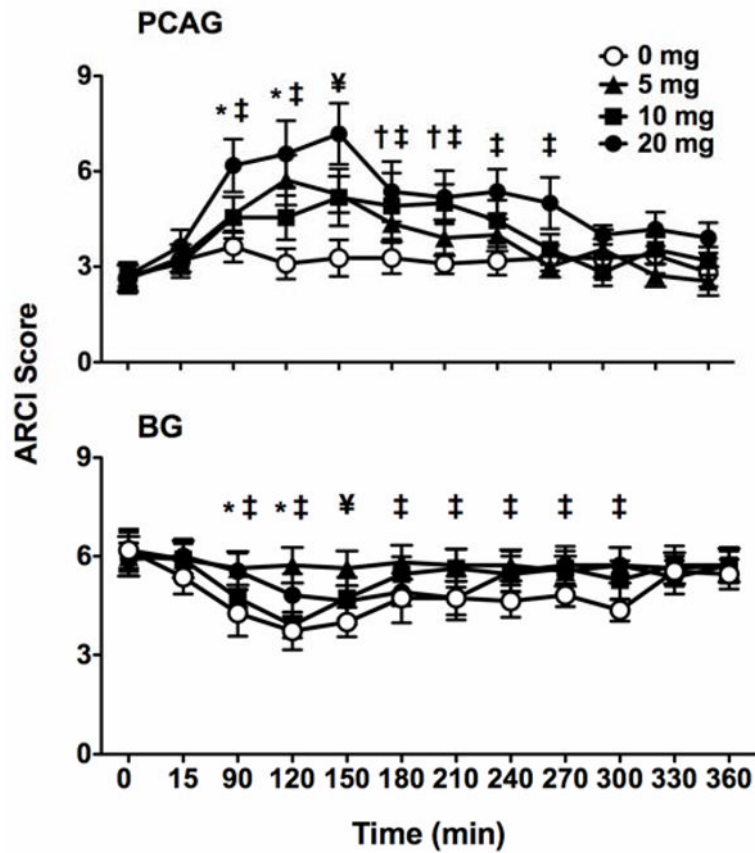 PCAG
0 mg
5 mg
10 mg
20 mg
9
6
3
0
* ‡ * ‡ ¥ †‡ †‡ ‡ ‡
ARCI Score
BG
9
6
3
0
* ‡ * ‡ ¥ ‡ ‡ ‡ ‡ ‡
0 15 90 120 150 180 210 240 270 300 330 360
Time (min)